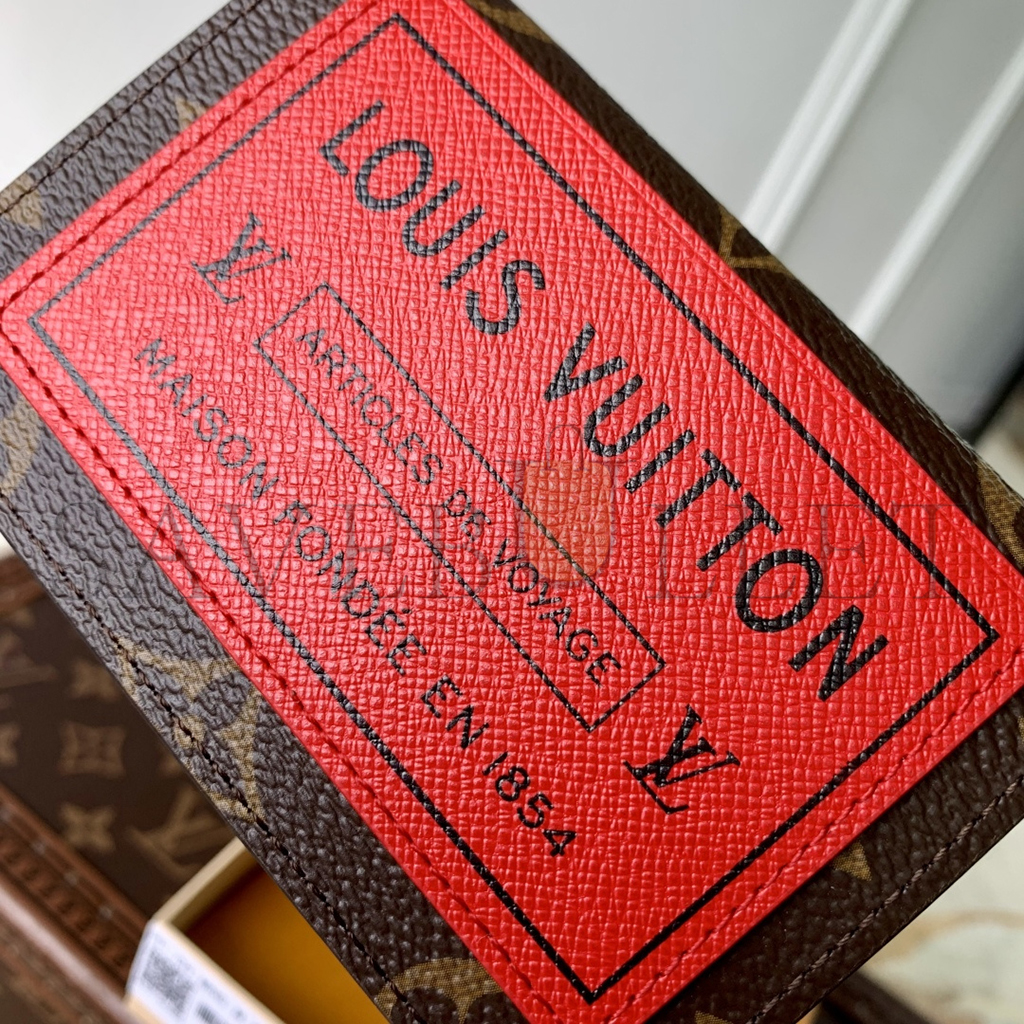 LOUIS VUITTON
LV ARTICLES DE VOYAGE LV
MAISON FONDÉE EN 1854